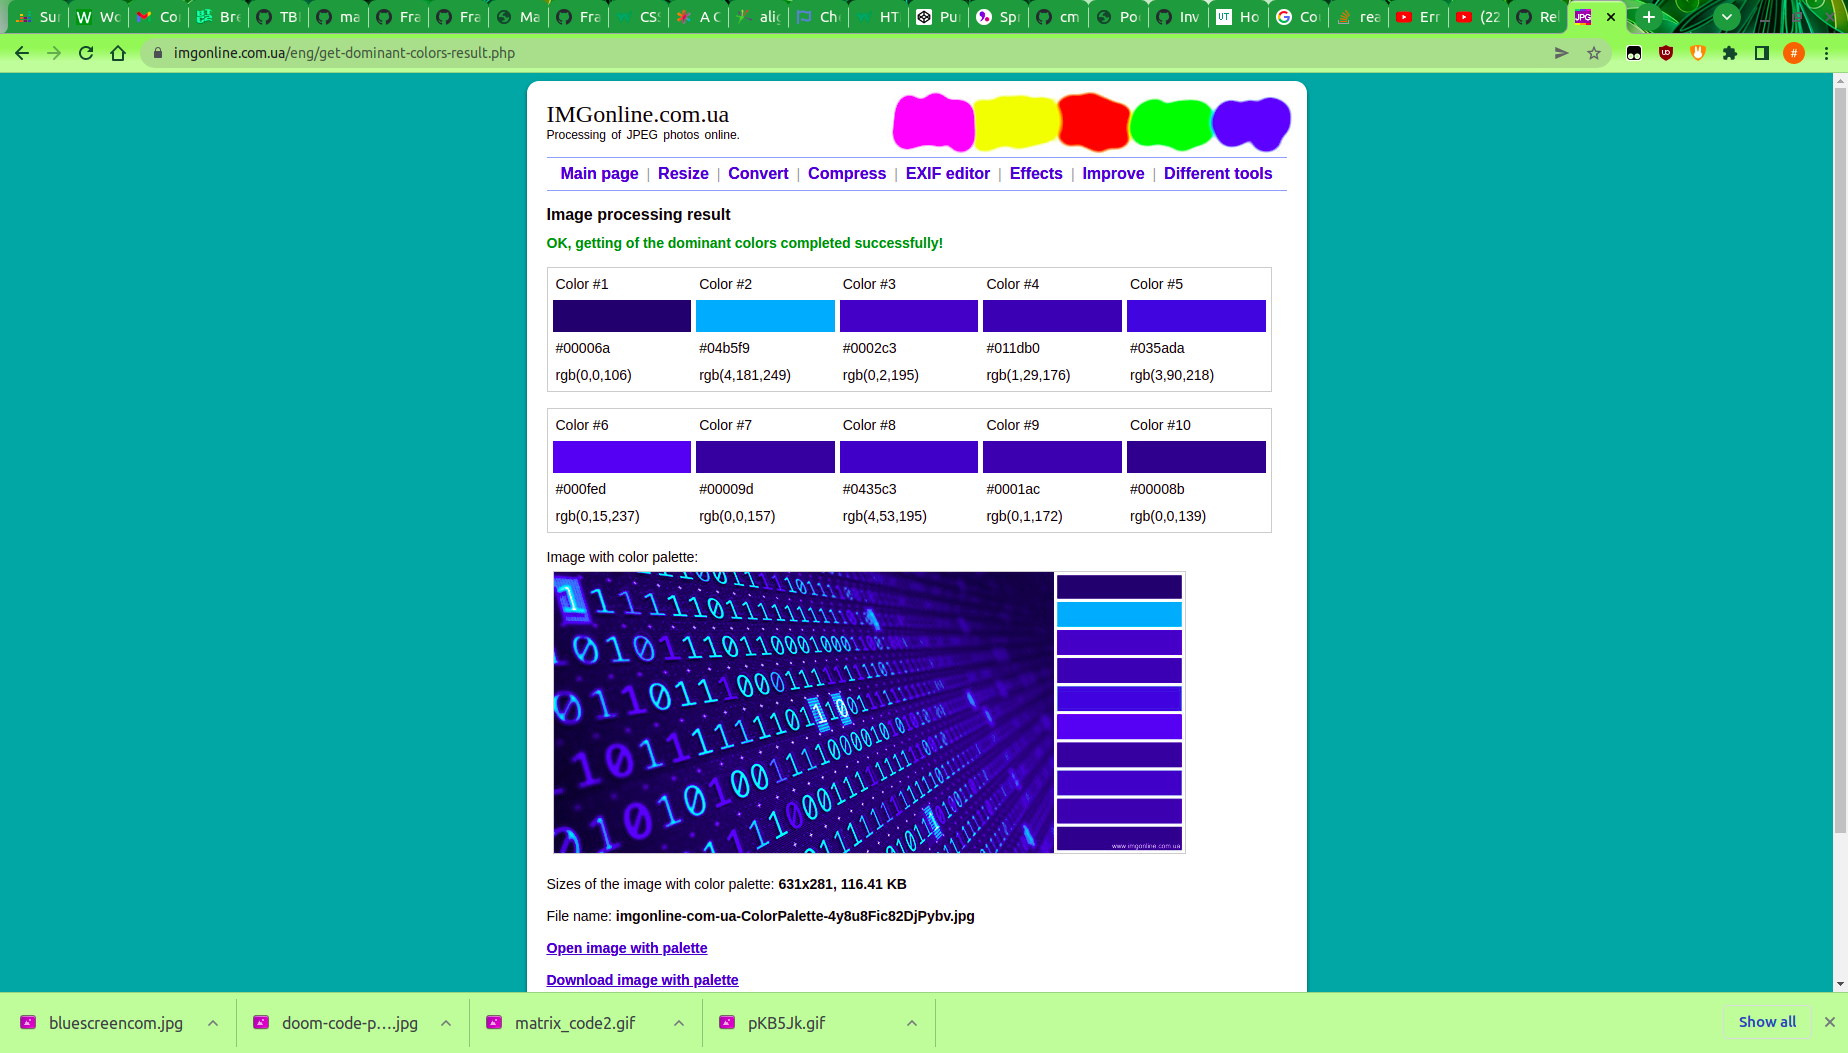 Sur
Wo
Co
Bre
TB
ma
Fra
Fra
Ma
Fra
CSS
A C
alig
Che
HT
Pu
Spr
cm
Po
Inv
Ho
Co
rea
Err
(22
Rel
imgonline.com.ua/eng/get-dominant-colors-result.php
IMGonline.com.ua
Processing of JPEG photos online.
Main page | Resize | Convert | Compress | EXIF editor | Effects | Improve | Different tools
Image processing result
OK, getting of the dominant colors completed successfully!
Color #1 Color #2 Color #3 Color #4 Color #5
#00006a #04b5f9 #0002c3 #011db0 #035ada
rgb(0,0,106) rgb(4,181,249) rgb(0,2,195) rgb(1,29,176) rgb(3,90,218)
Color #6 Color #7 Color #8 Color #9 Color #10
#000fed #00009d #0435c3 #0001ac #00008b
rgb(0,15,237) rgb(0,0,157) rgb(4,53,195) rgb(0,1,172) rgb(0,0,139)
Image with color palette:
www.imgonline.com.ua
Sizes of the image with color palette: 631x281, 116.41 KB
File name: imgonline-com-ua-ColorPalette-4y8u8Fic82DjPybv.jpg
Open image with palette
Download image with palette
bluescreencom.jpg
doom-code-p....jpg
matrix_code2.gif
pKB5Jk.gif
Show all